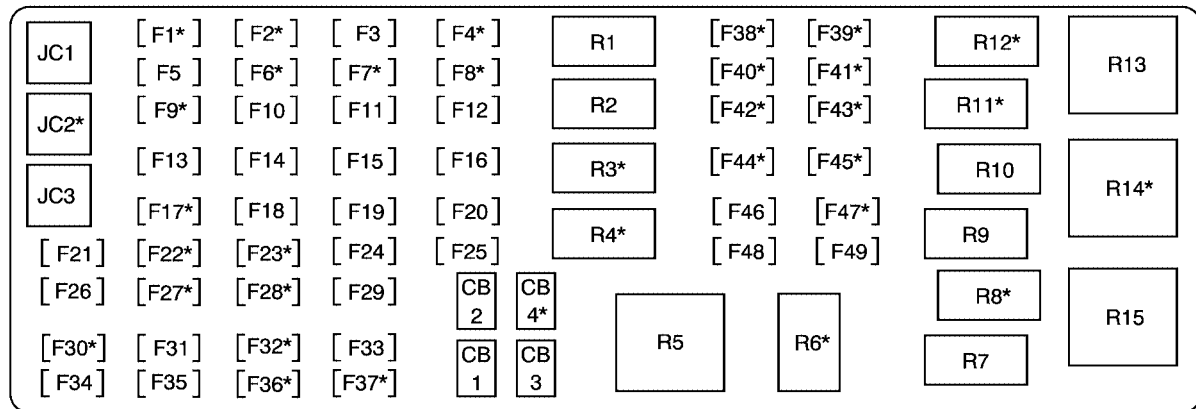 JC1 [F1*] [F2*] [F3] [F4*] R1 [F38*] [F39*] R12* R13
[F5] [F6*] [F7*] [F8*] [F40*] [F41*]
JC2* [F9*] [F10] [F11] [F12] R2 [F42*] [F43*] R11*
JC3 [F13] [F14] [F15] [F16] R3* [F44*] [F45*] R10 R14*
[F17*] [F18] [F19] [F20] R4* [F46] [F47*] R9
[F21] [F22*] [F23*] [F24] [F25] [F48] [F49]
[F26] [F27*] [F28*] [F29] CB 2 CB 4* R8* R15
[F30*] [F31] [F32*] [F33] CB 1 CB 3 R5 R6* R7
[F34] [F35] [F36*] [F37*]